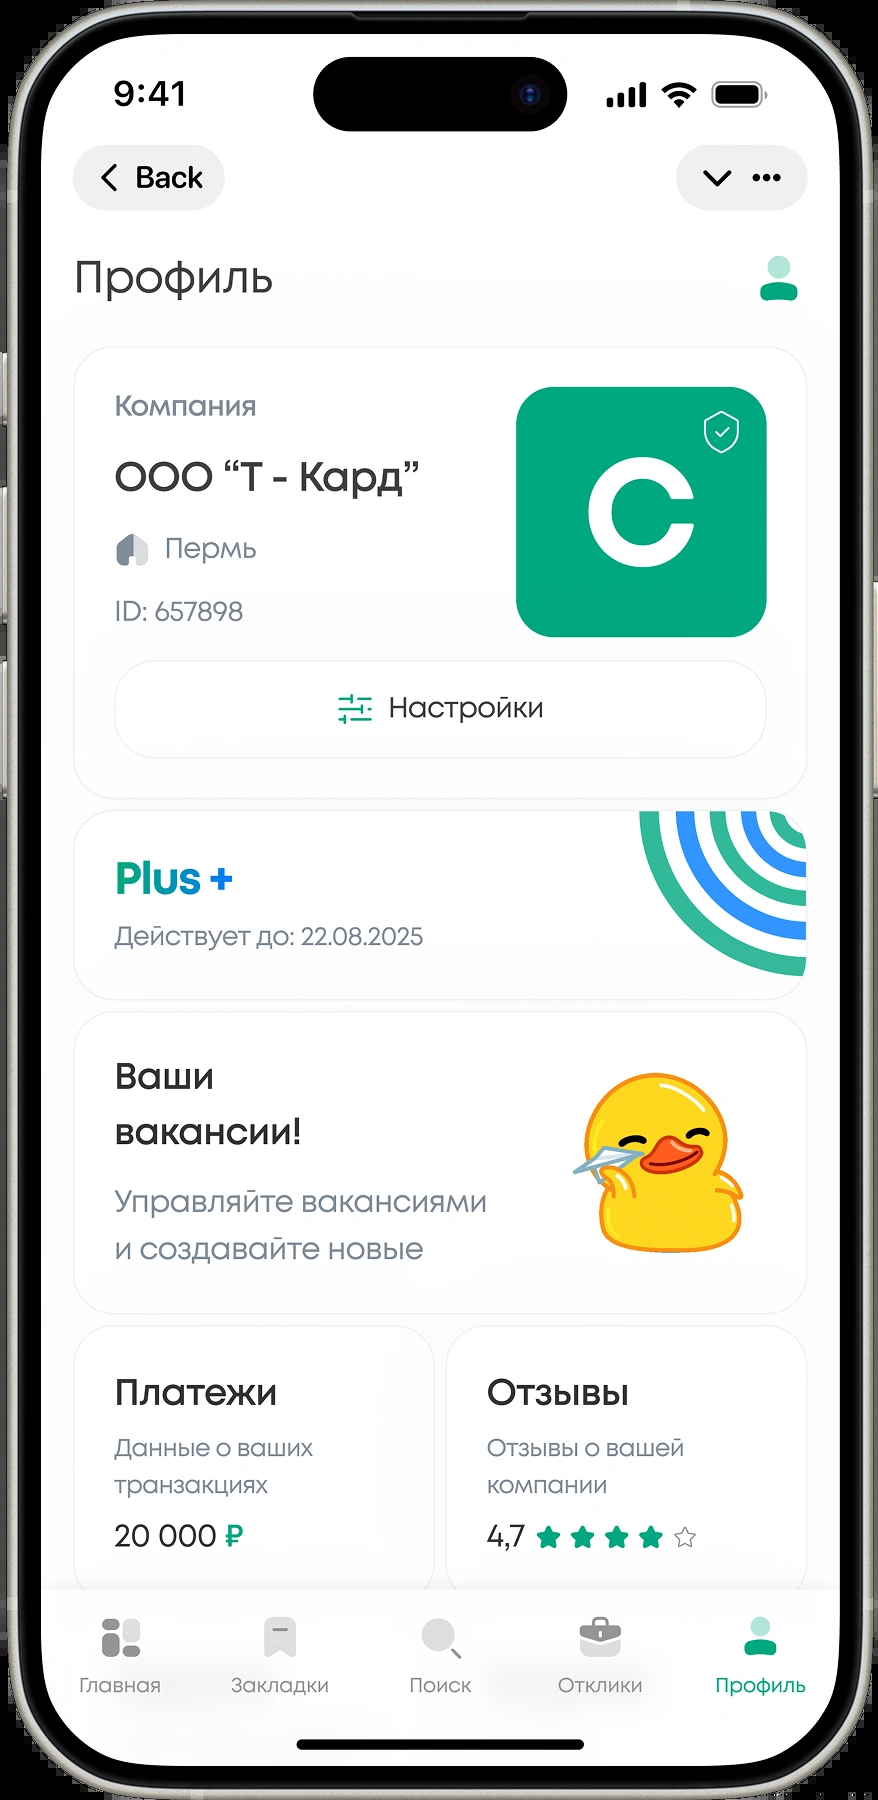 9:41
Back
Профиль
Компания
ООО “Т - Кард”
Пермь
ID: 657898
С
Настройки
Plus +
Действует до: 22.08.2025
Ваши
вакансии!
Управляйте вакансиями
и создавайте новые
Платежи
Данные о ваших
транзакциях
20 000 ₽
Отзывы
Отзывы о вашей
компании
4,7
Главная
Закладки
Поиск
Отклики
Профиль